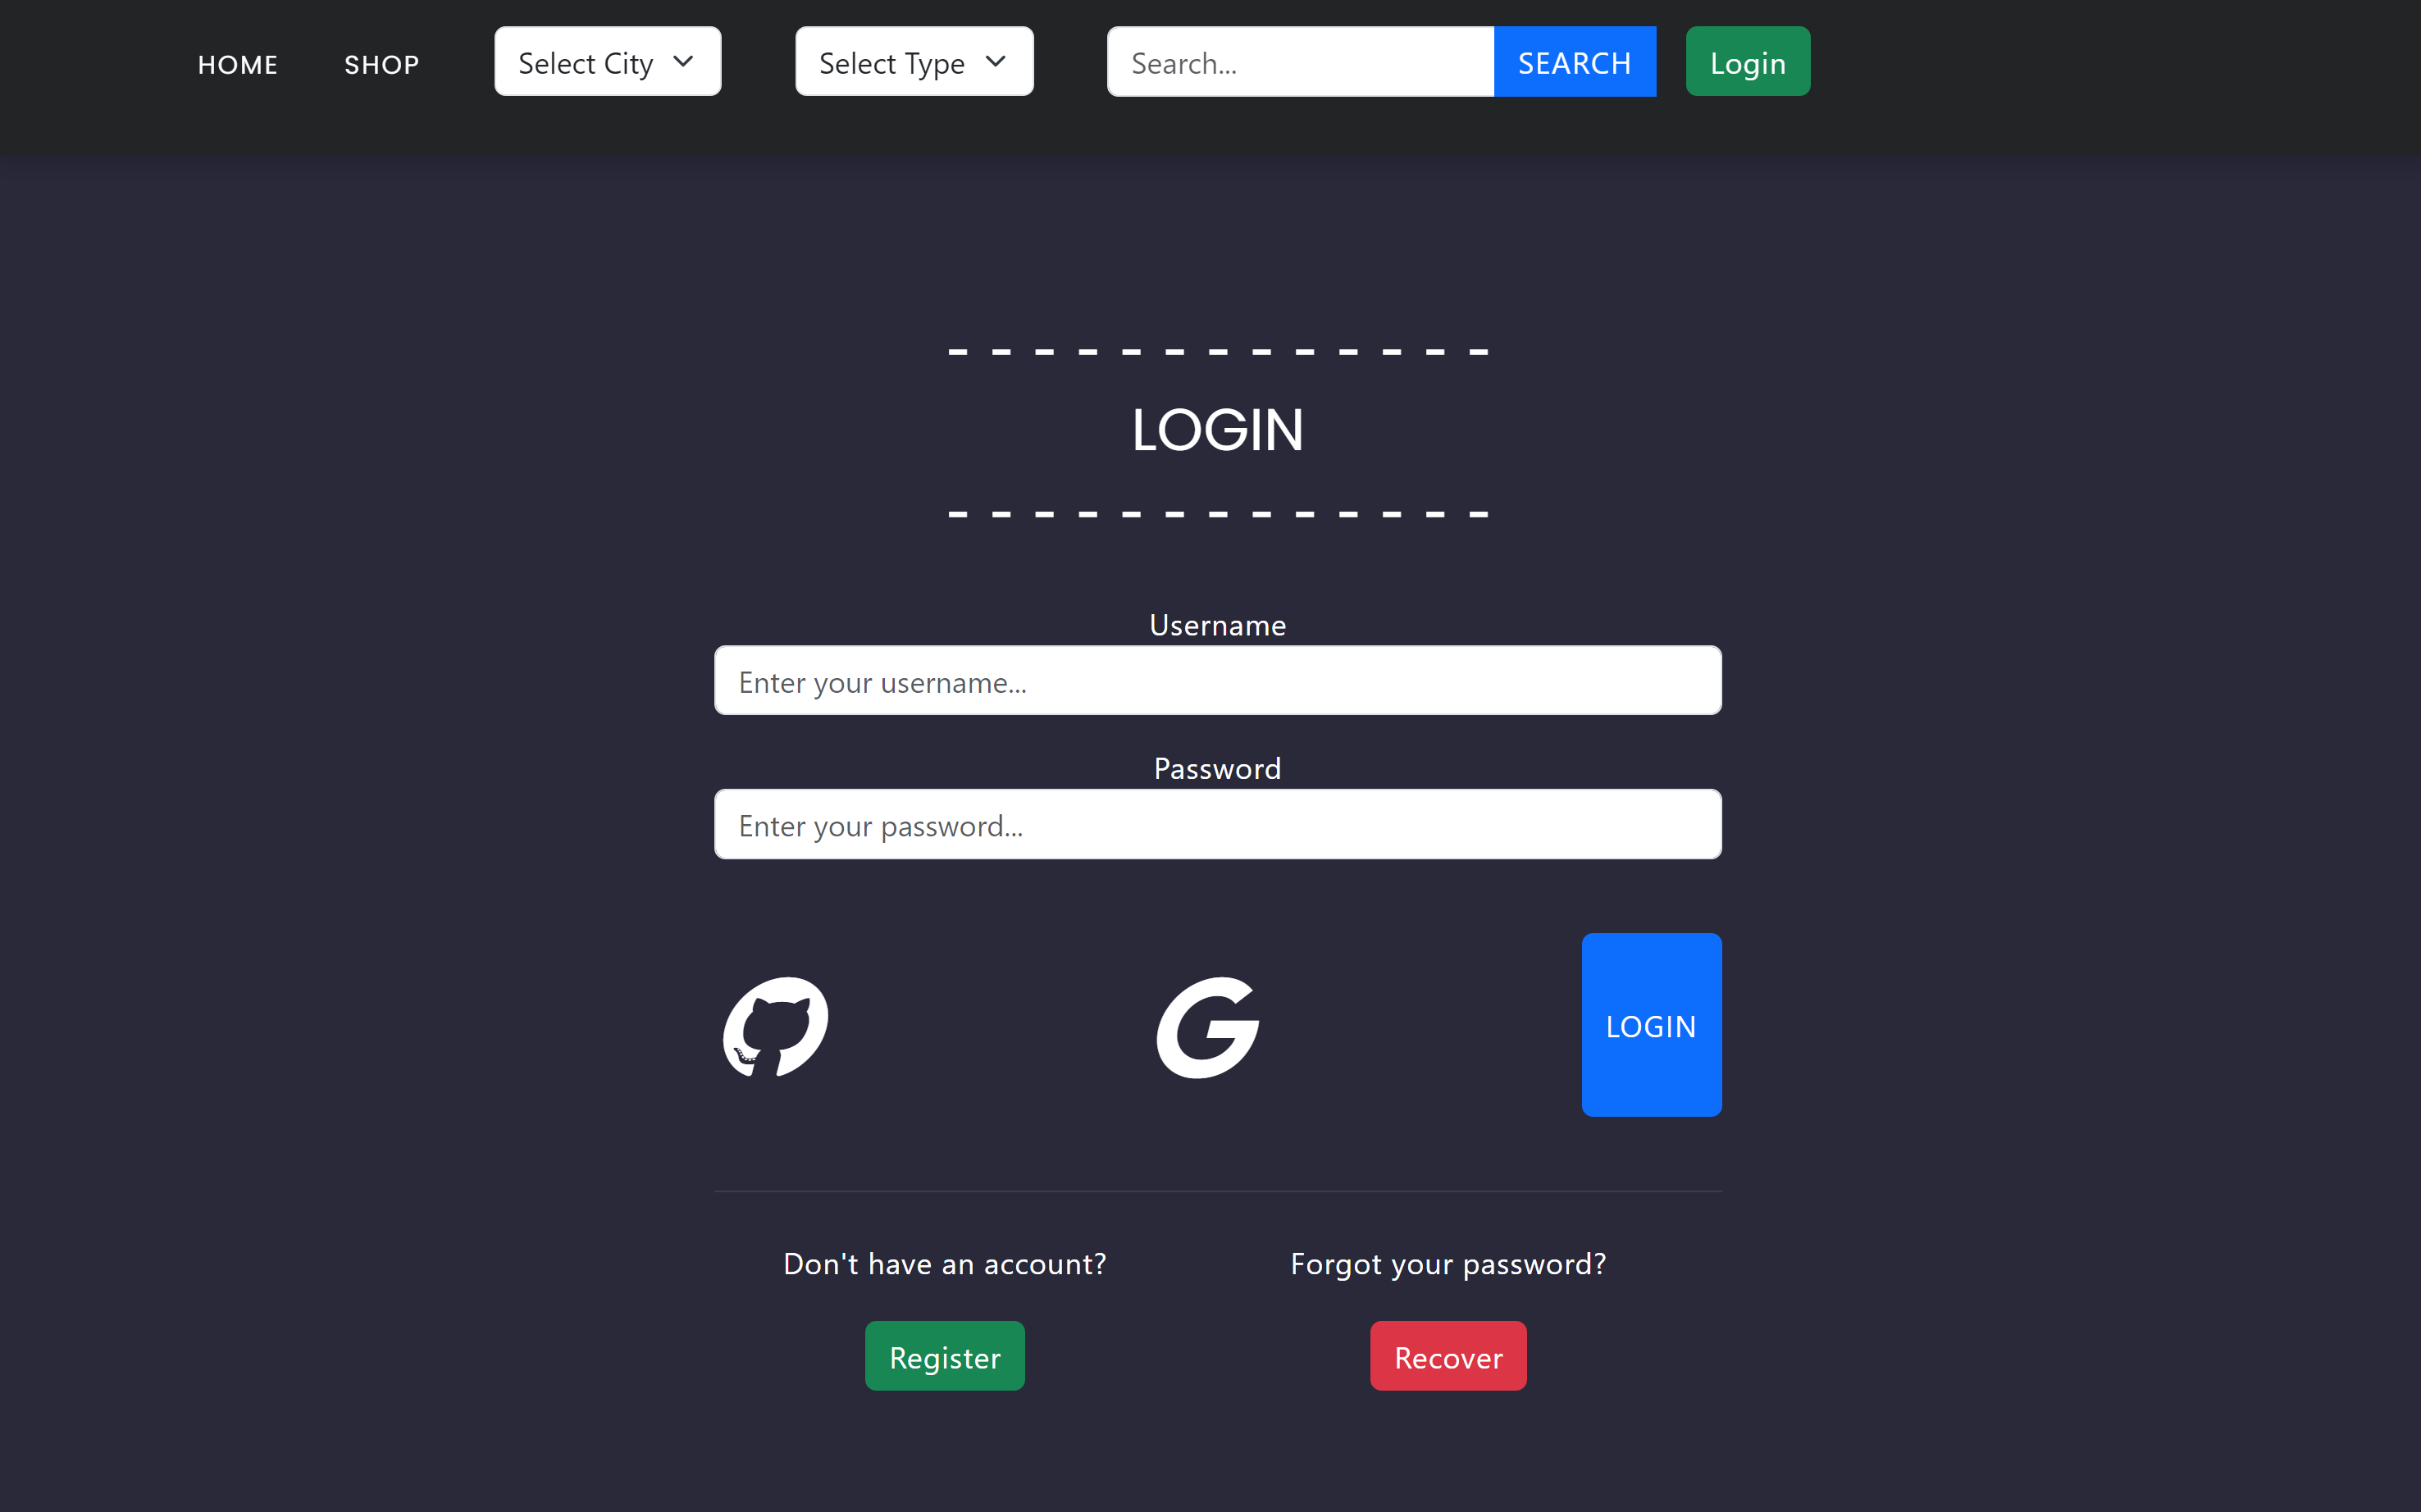 HOME SHOP Select City Select Type Search... SEARCH Login
- - - - - - - - - - - - -
LOGIN
- - - - - - - - - - - - -
Username
Enter your username...
Password
Enter your password...
G LOGIN
Don't have an account? Forgot your password?
Register Recover